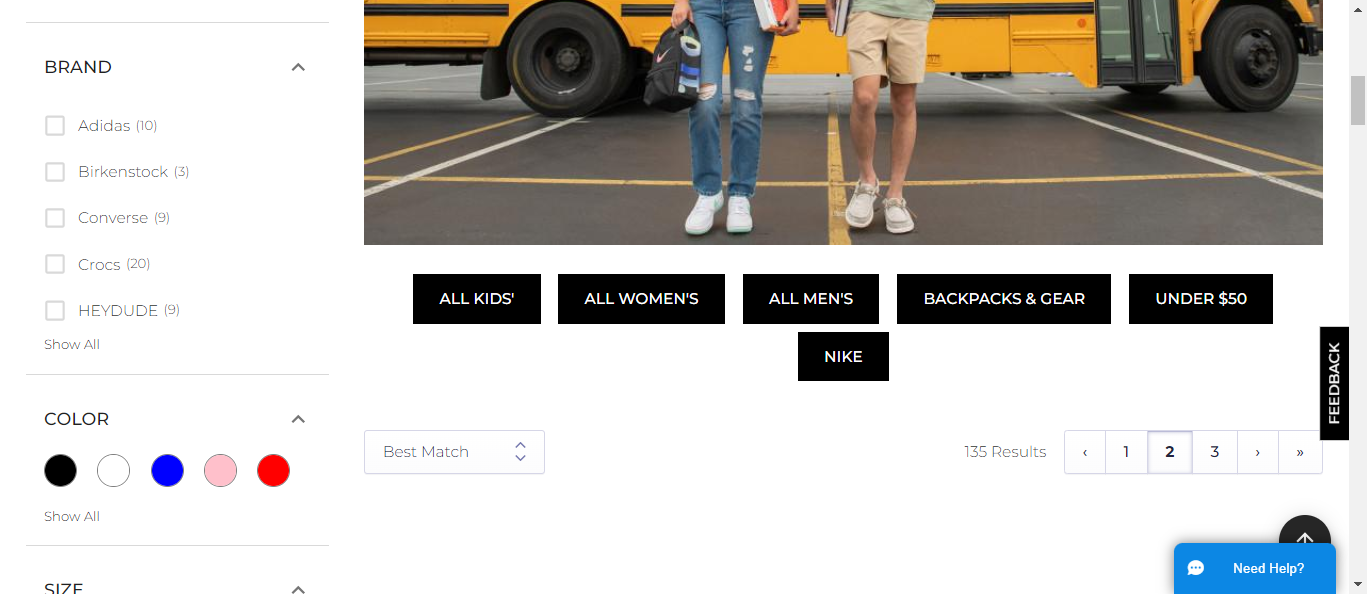 BRAND
Adidas (10)
Birkenstock (3)
Converse (9)
Crocs (20)
HEYDUDE (9)
Show All
COLOR
Show All
SIZE
ALL KIDS' ALL WOMEN'S ALL MEN'S BACKPACKS & GEAR UNDER $50
NIKE
Best Match 135 Results ‹ 1 2 3 › »
FEEDBACK
Need Help?